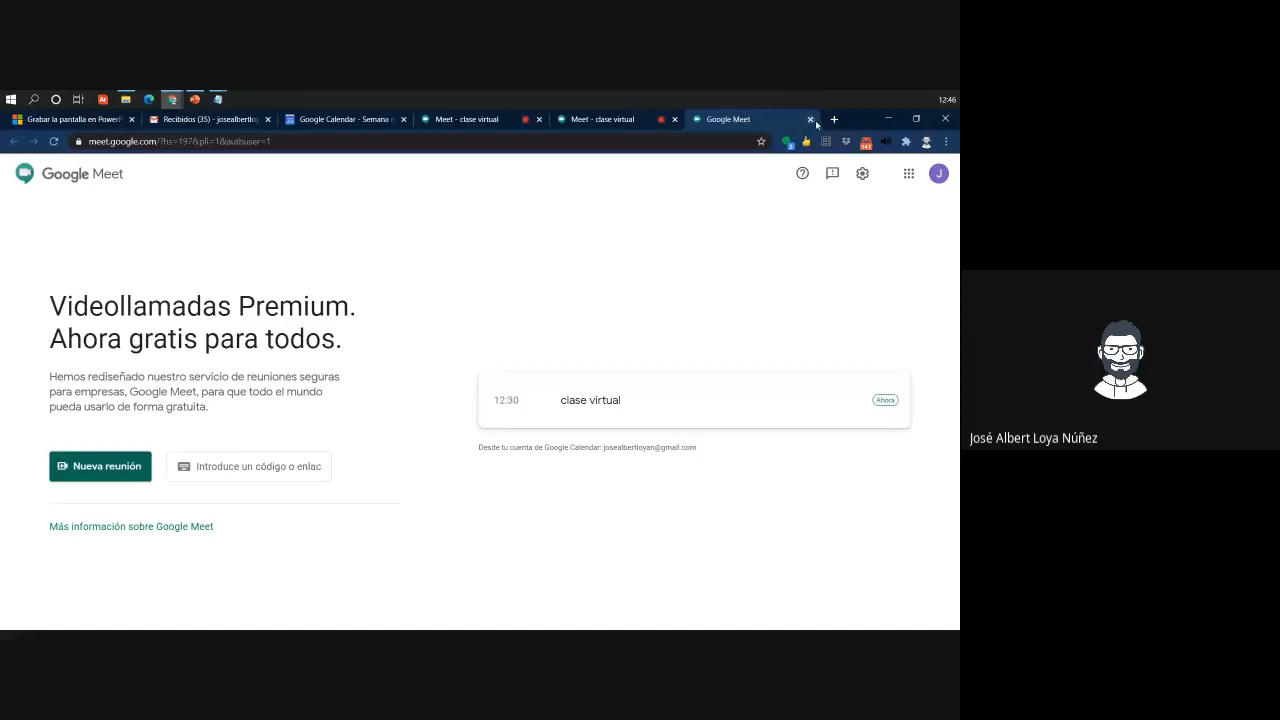 12:46
Grabar la pantalla en PowerP
Recibidos (35) - josealbertloy
Google Calendar - Semana
Meet - clase virtual
Meet - clase virtual
Google Meet
meet.google.com/?hs=197&pli=1&authuser=1
2
141
Google Meet
J
Videollamadas Premium.
Ahora gratis para todos.
Hemos rediseñado nuestro servicio de reuniones seguras
para empresas, Google Meet, para que todo el mundo
pueda usarlo de forma gratuita.
12:30 clase virtual Ahora
Desde tu cuenta de Google Calendar: josealbertloyan@gmail.com
Nueva reunión
Introduce un código o enlac
Más información sobre Google Meet
José Albert Loya Núñez